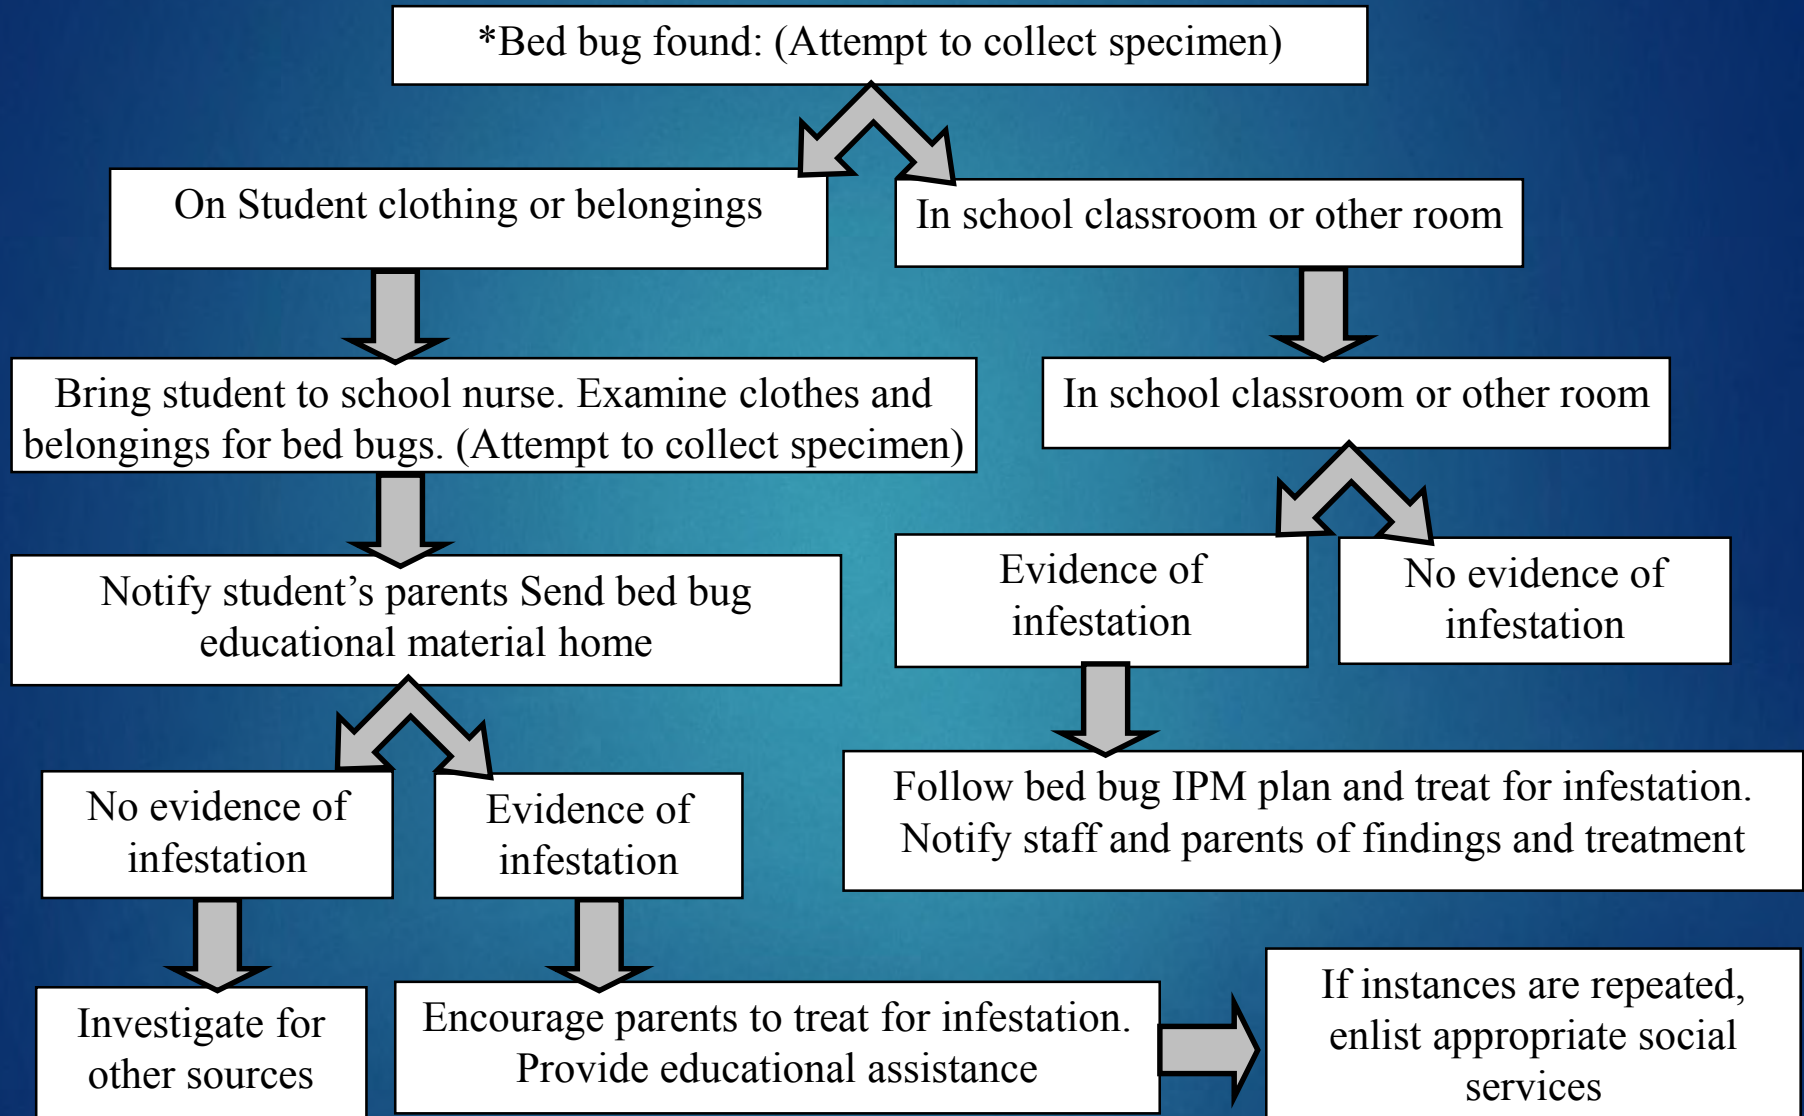 *Bed bug found: (Attempt to collect specimen)
On Student clothing or belongings
In school classroom or other room
Bring student to school nurse. Examine clothes and
belongings for bed bugs. (Attempt to collect specimen)
In school classroom or other room
Notify student’s parents Send bed bug
educational material home
Evidence of
infestation
No evidence of
infestation
No evidence of
infestation
Evidence of
infestation
Follow bed bug IPM plan and treat for infestation.
Notify staff and parents of findings and treatment
Investigate for
other sources
Encourage parents to treat for infestation.
Provide educational assistance
If instances are repeated,
enlist appropriate social
services